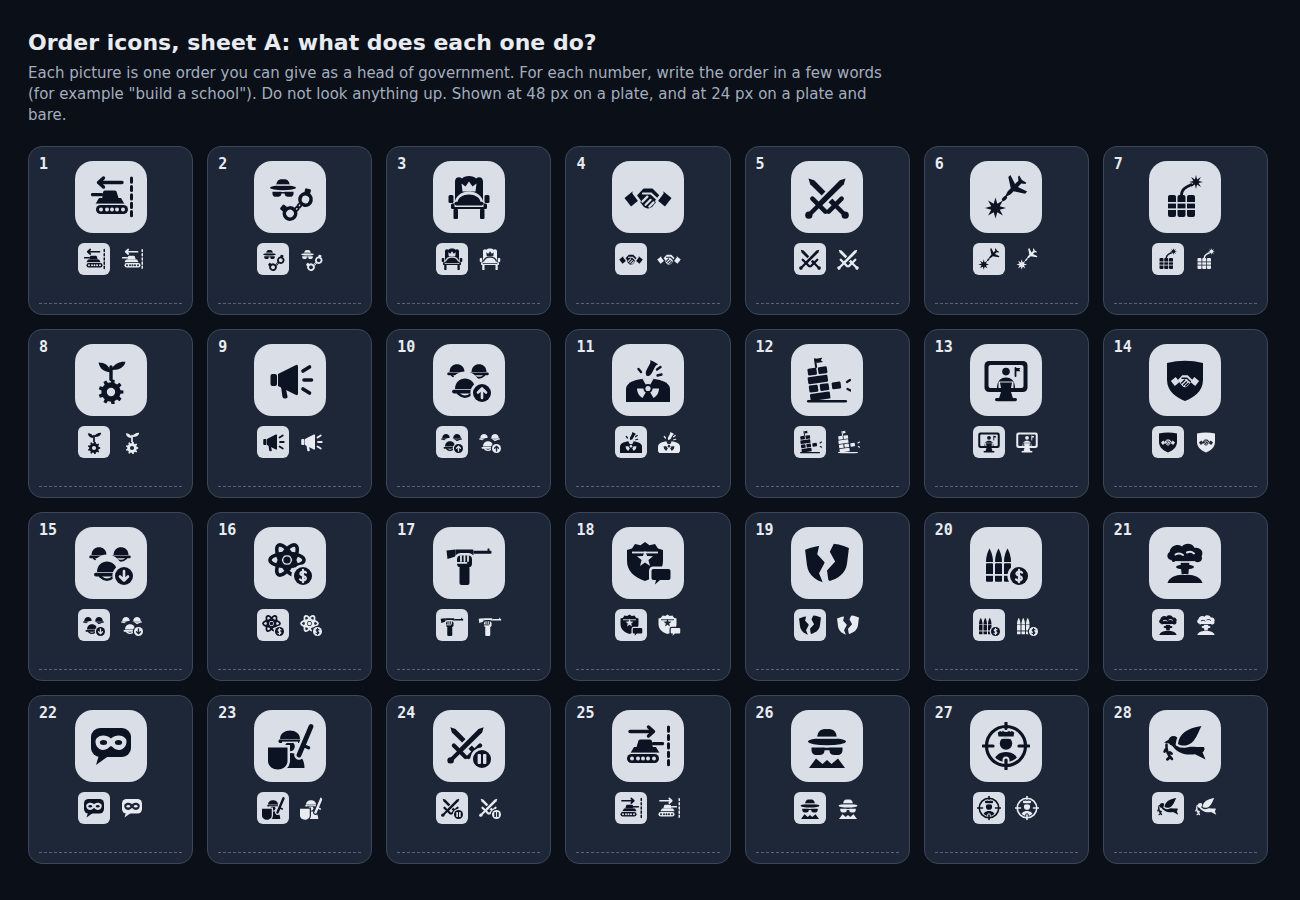 Order icons, sheet A: what does each one do?
Each picture is one order you can give as a head of government. For each number, write the order in a few words
(for example "build a school"). Do not look anything up. Shown at 48 px on a plate, and at 24 px on a plate and
bare.
1 2 3 4 5 6 7
8 9 10 11 12 13 14
15 16 17 18 19 20 21
22 23 24 25 26 27 28